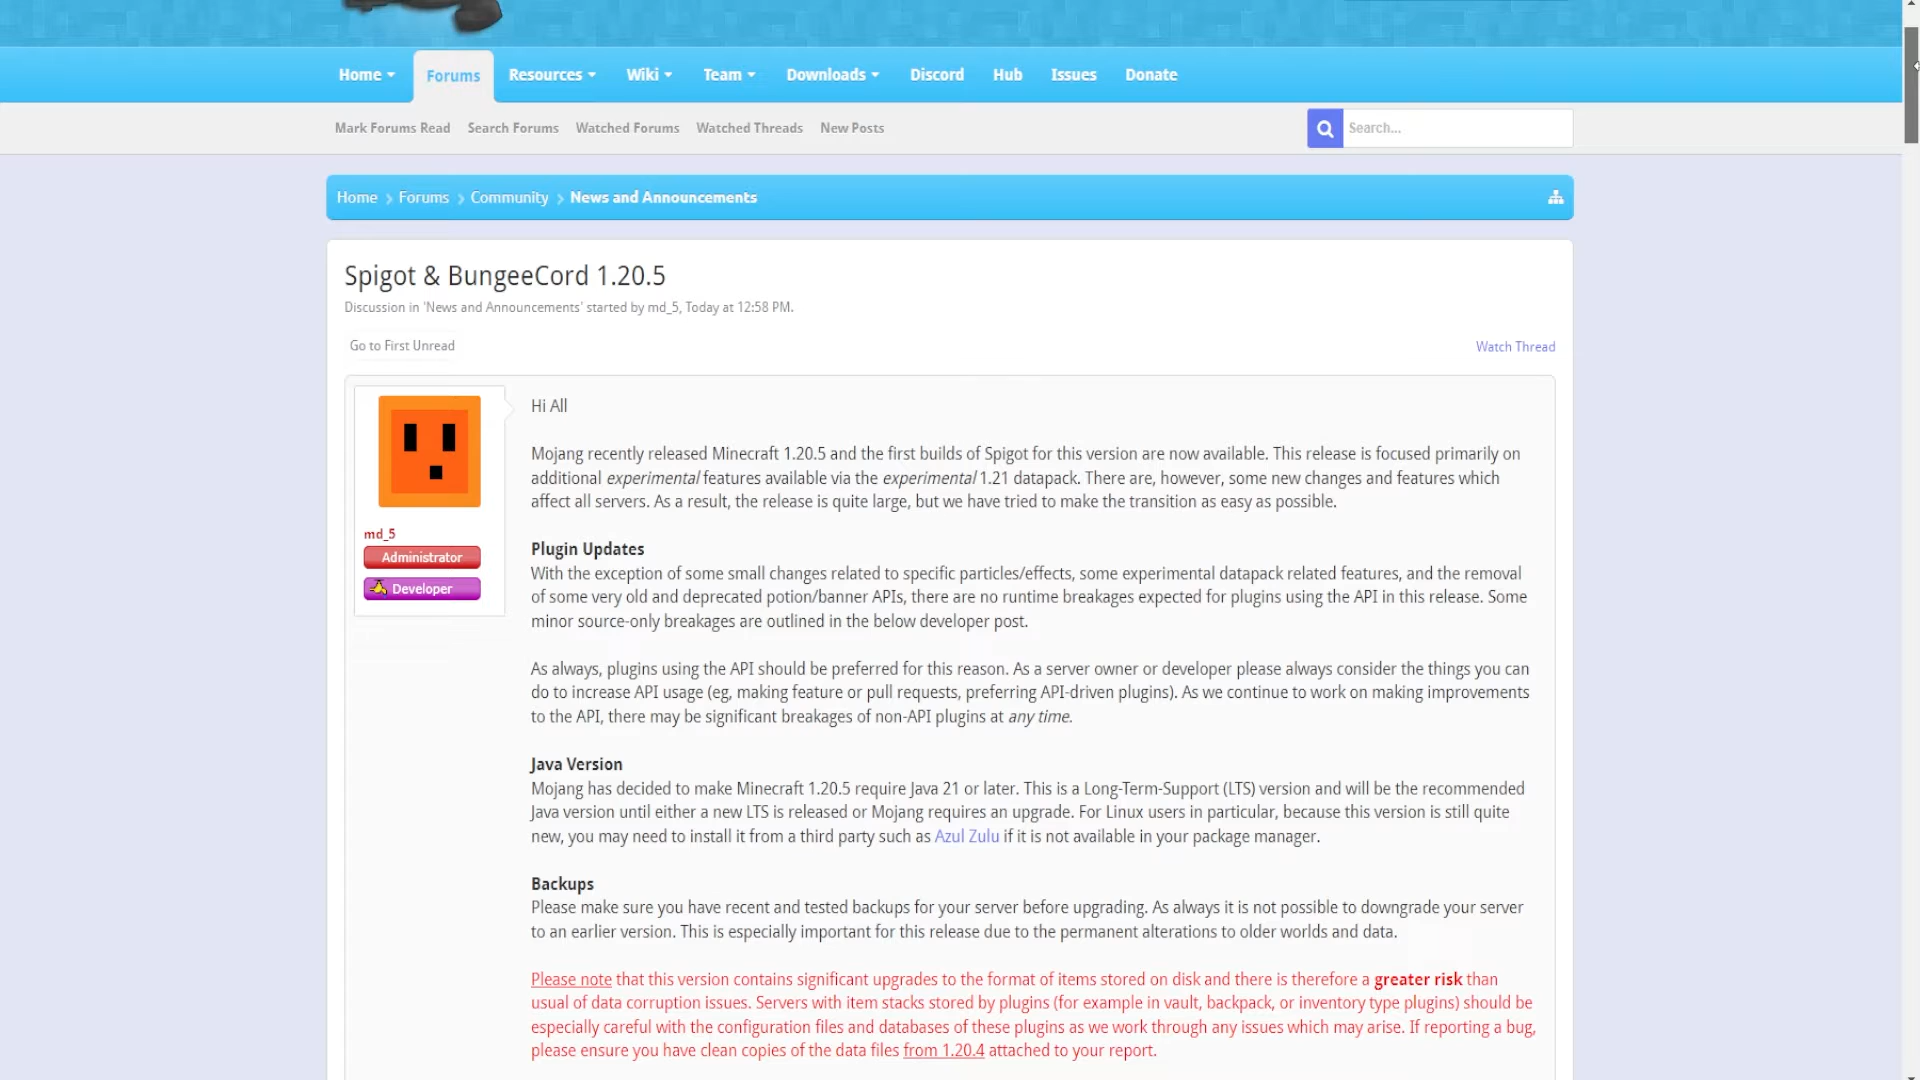 Home Forums Resources Wiki Team Downloads Discord Hub Issues Donate
Mark Forums Read Search Forums Watched Forums Watched Threads New Posts Search...
Home Forums Community News and Announcements
Spigot & BungeeCord 1.20.5
Discussion in 'News and Announcements' started by md_5, Today at 12:58 PM.
Go to First Unread Watch Thread
md_5
Administrator
Developer
Hi All
Mojang recently released Minecraft 1.20.5 and the first builds of Spigot for this version are now available. This release is focused primarily on
additional experimental features available via the experimental 1.21 datapack. There are, however, some new changes and features which
affect all servers. As a result, the release is quite large, but we have tried to make the transition as easy as possible.
Plugin Updates
With the exception of some small changes related to specific particles/effects, some experimental datapack related features, and the removal
of some very old and deprecated potion/banner APIs, there are no runtime breakages expected for plugins using the API in this release. Some
minor source-only breakages are outlined in the below developer post.
As always, plugins using the API should be preferred for this reason. As a server owner or developer please always consider the things you can
do to increase API usage (eg, making feature or pull requests, preferring API-driven plugins). As we continue to work on making improvements
to the API, there may be significant breakages of non-API plugins at any time.
Java Version
Mojang has decided to make Minecraft 1.20.5 require Java 21 or later. This is a Long-Term-Support (LTS) version and will be the recommended
Java version until either a new LTS is released or Mojang requires an upgrade. For Linux users in particular, because this version is still quite
new, you may need to install it from a third party such as Azul Zulu if it is not available in your package manager.
Backups
Please make sure you have recent and tested backups for your server before upgrading. As always it is not possible to downgrade your server
to an earlier version. This is especially important for this release due to the permanent alterations to older worlds and data.
Please note that this version contains significant upgrades to the format of items stored on disk and there is therefore a greater risk than
usual of data corruption issues. Servers with item stacks stored by plugins (for example in vault, backpack, or inventory type plugins) should be
especially careful with the configuration files and databases of these plugins as we work through any issues which may arise. If reporting a bug,
please ensure you have clean copies of the data files from 1.20.4 attached to your report.